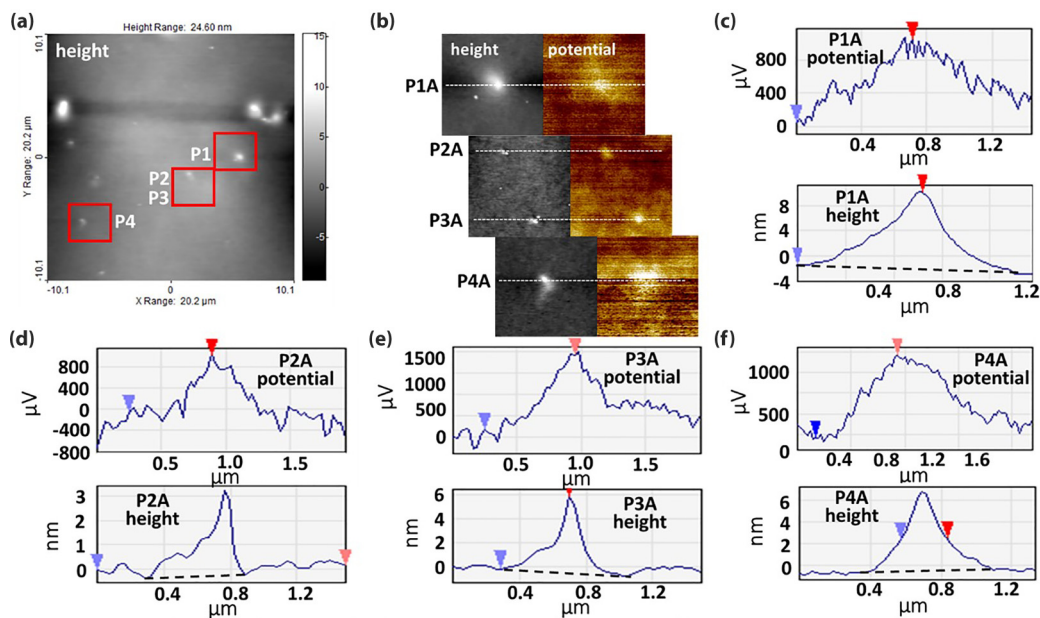 (a)
Height Range: 24.60 nm
height
10.1
15
10
5
0
-5
Y Range: 20.2 µm
0
-10.1
P1
P2
P3
P4
-10.1
0
10.1
X Range: 20.2 µm
(b)
height
potential
P1A
P2A
P3A
P4A
(c)
P1A
potential
µV
800
400
0
0.4
0.8
1.2
µm
P1A
height
nm
8
4
0
-4
0.4
0.8
1.2
µm
(d)
P2A
potential
µV
800
400
0
-400
-800
0.5
1.0
1.5
µm
P2A
height
nm
3
2
1
0
0.4
0.8
1.2
µm
(e)
P3A
potential
µV
1500
1000
500
0
0.5
1.0
1.5
µm
P3A
height
nm
6
4
2
0
0.4
0.8
1.2
µm
(f)
P4A
potential
µV
1000
500
0
0.4
0.8
1.2
1.6
µm
P4A
height
nm
6
4
2
0
0.4
0.8
1.2
µm